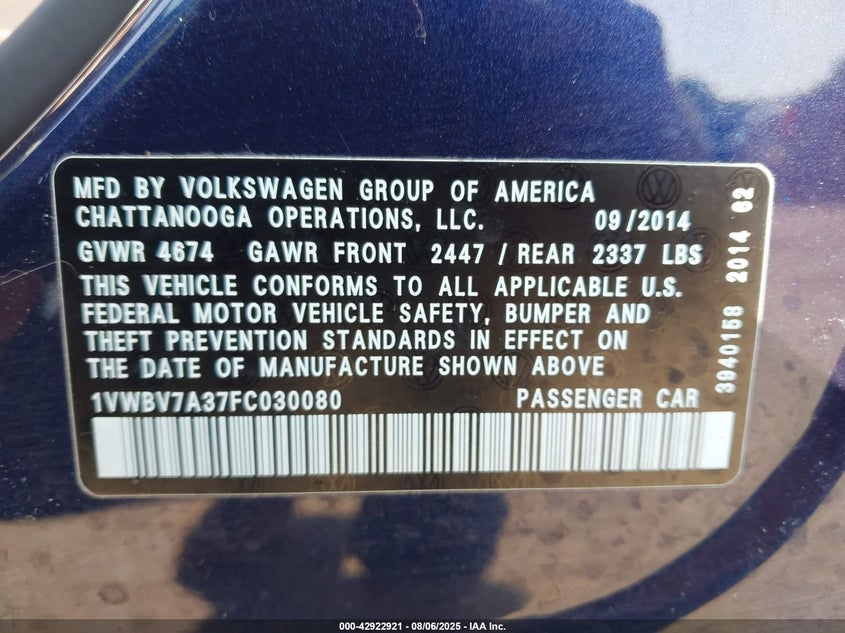 MFD BY VOLKSWAGEN GROUP OF AMERICA
CHATTANOOGA OPERATIONS, LLC. 09/2014
GVWR 4674 GAWR FRONT 2447 / REAR 2337 LBS
THIS VEHICLE CONFORMS TO ALL APPLICABLE U.S.
FEDERAL MOTOR VEHICLE SAFETY, BUMPER AND
THEFT PREVENTION STANDARDS IN EFFECT ON
THE DATE OF MANUFACTURE SHOWN ABOVE
1VWBV7A37FC030080 PASSENGER CAR
3940158 2014 62
000-42922921 - 08/06/2025 - IAA Inc.